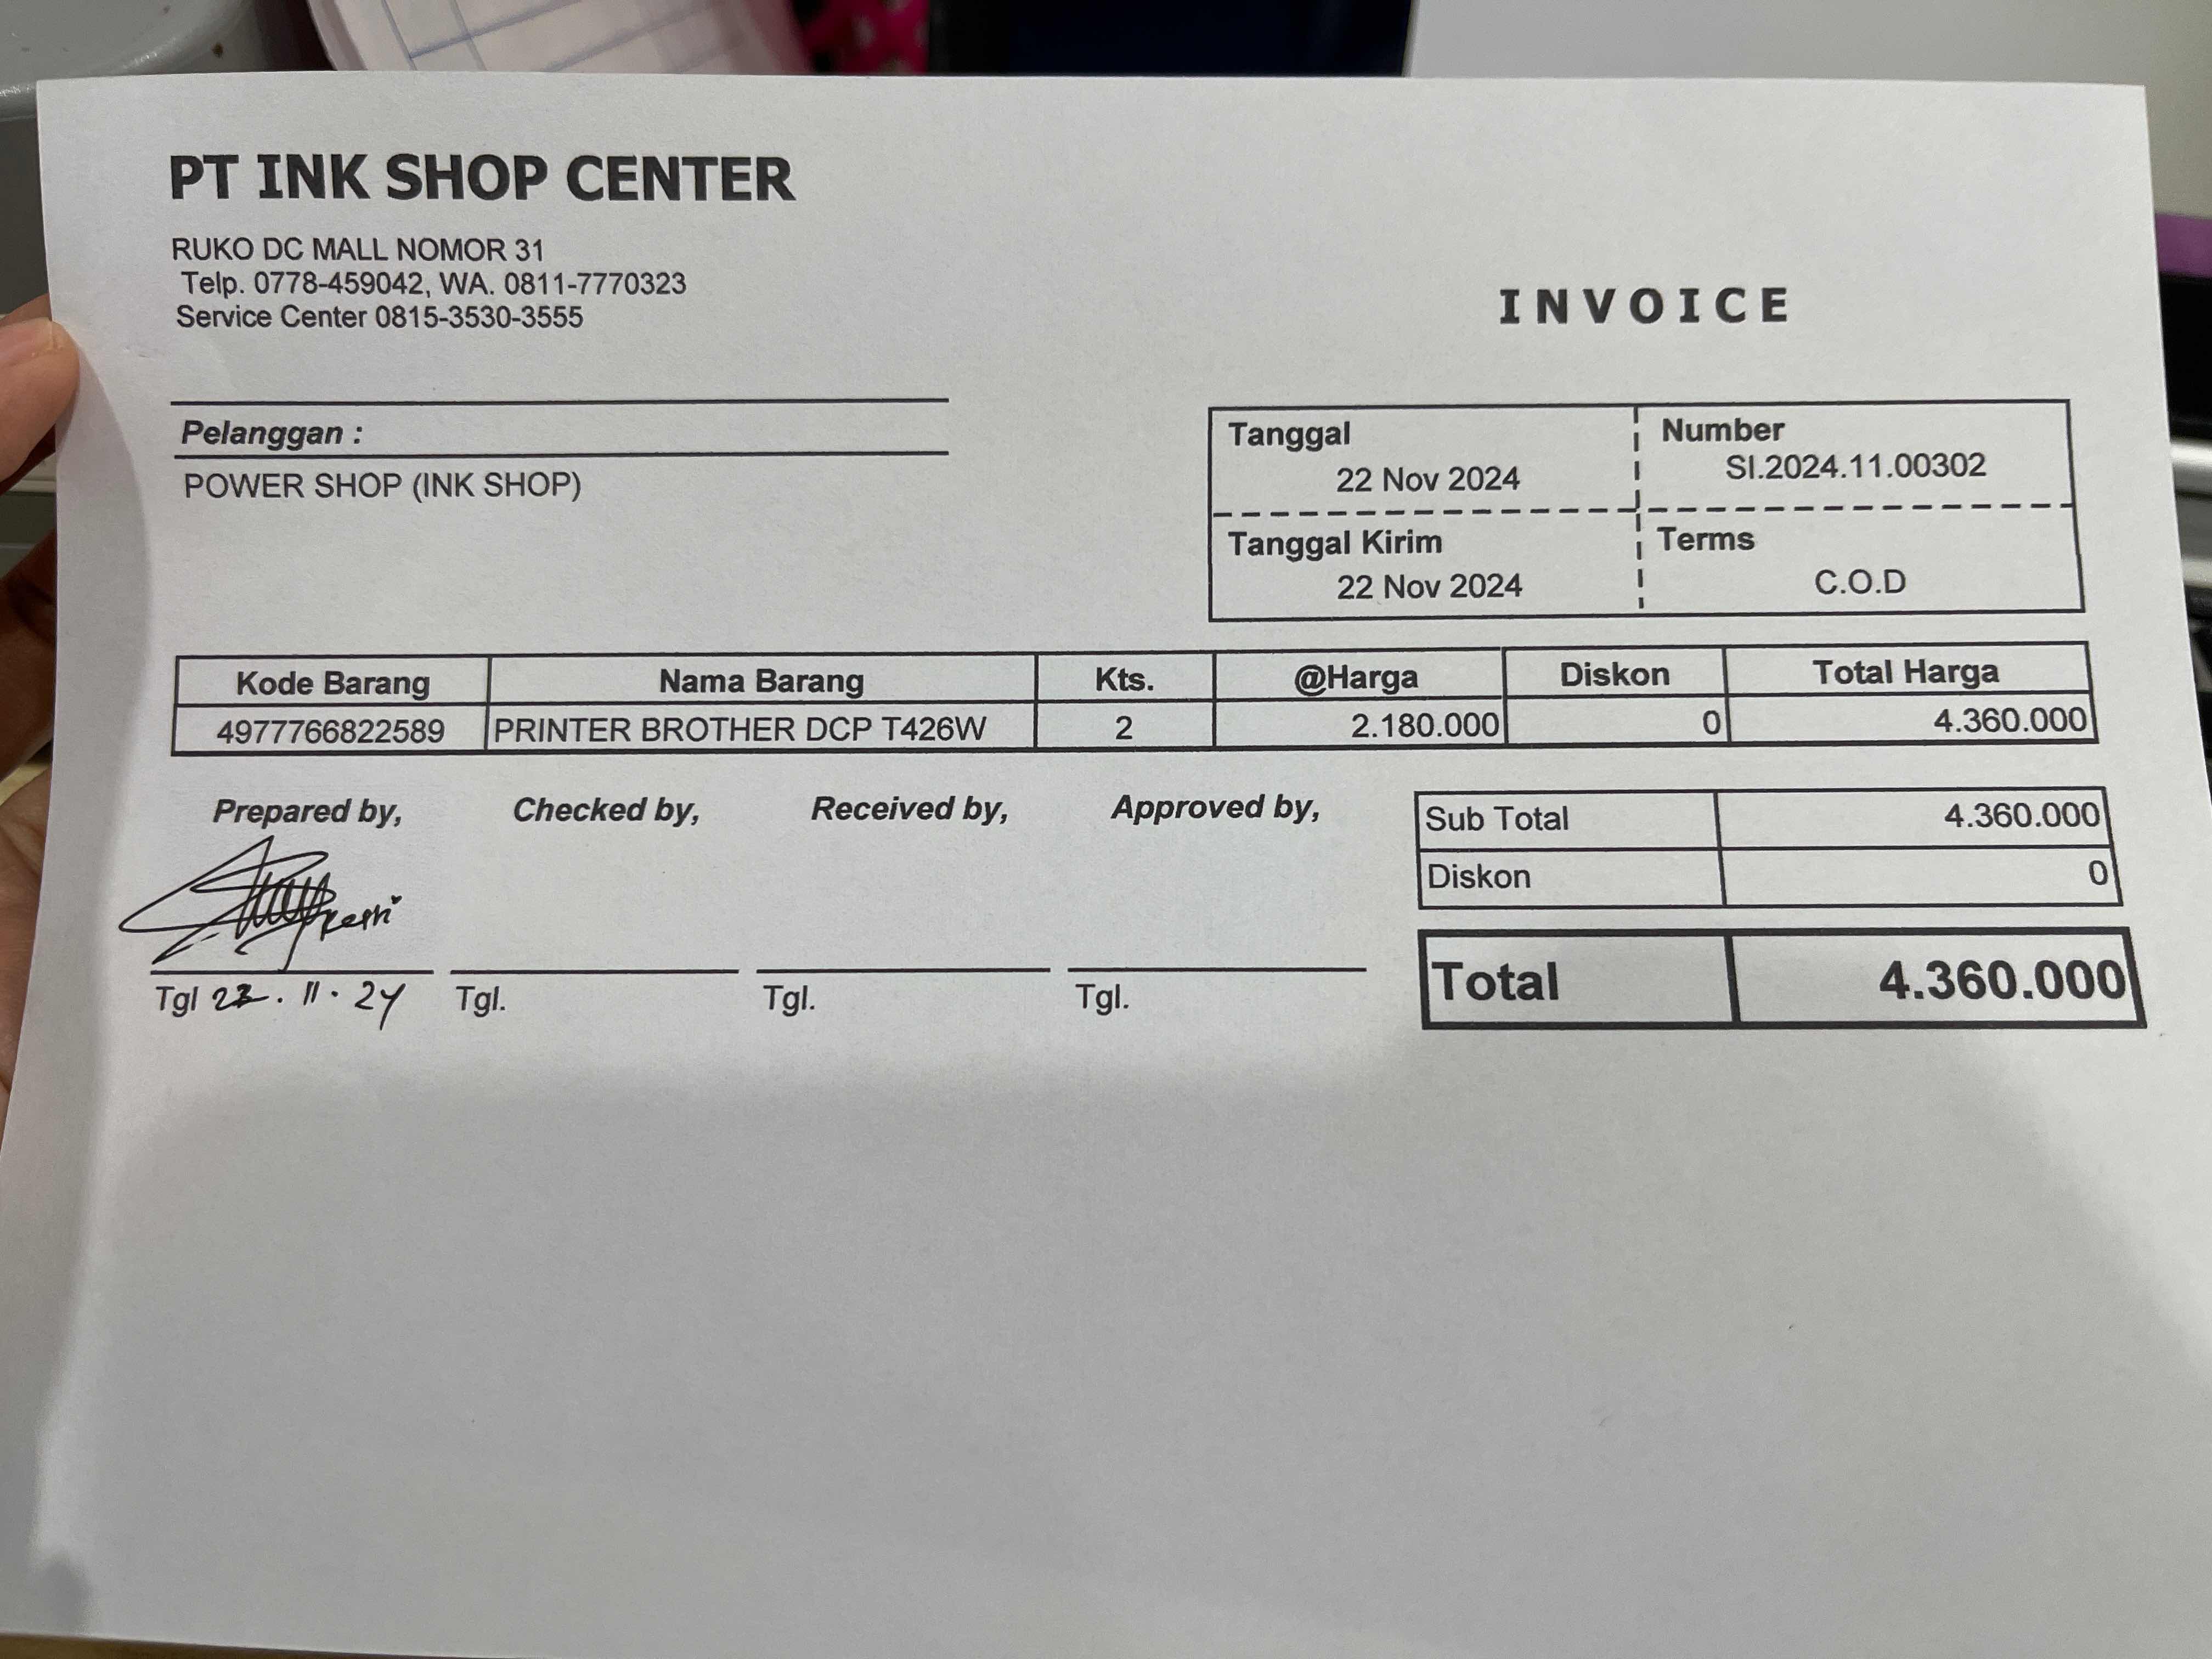 PT INK SHOP CENTER
RUKO DC MALL NOMOR 31
Telp. 0778-459042, WA. 0811-7770323
Service Center 0815-3530-3555
INVOICE
Pelanggan :
POWER SHOP (INK SHOP)
Tanggal Number
22 Nov 2024 SI.2024.11.00302
Tanggal Kirim Terms
22 Nov 2024 C.O.D
Kode Barang Nama Barang Kts. @Harga Diskon Total Harga
4977766822589 PRINTER BROTHER DCP T426W 2 2.180.000 0 4.360.000
Prepared by, Checked by, Received by, Approved by,
Sub Total 4.360.000
Diskon 0
Total 4.360.000
Tgl . 11 . 24 Tgl. Tgl. Tgl.